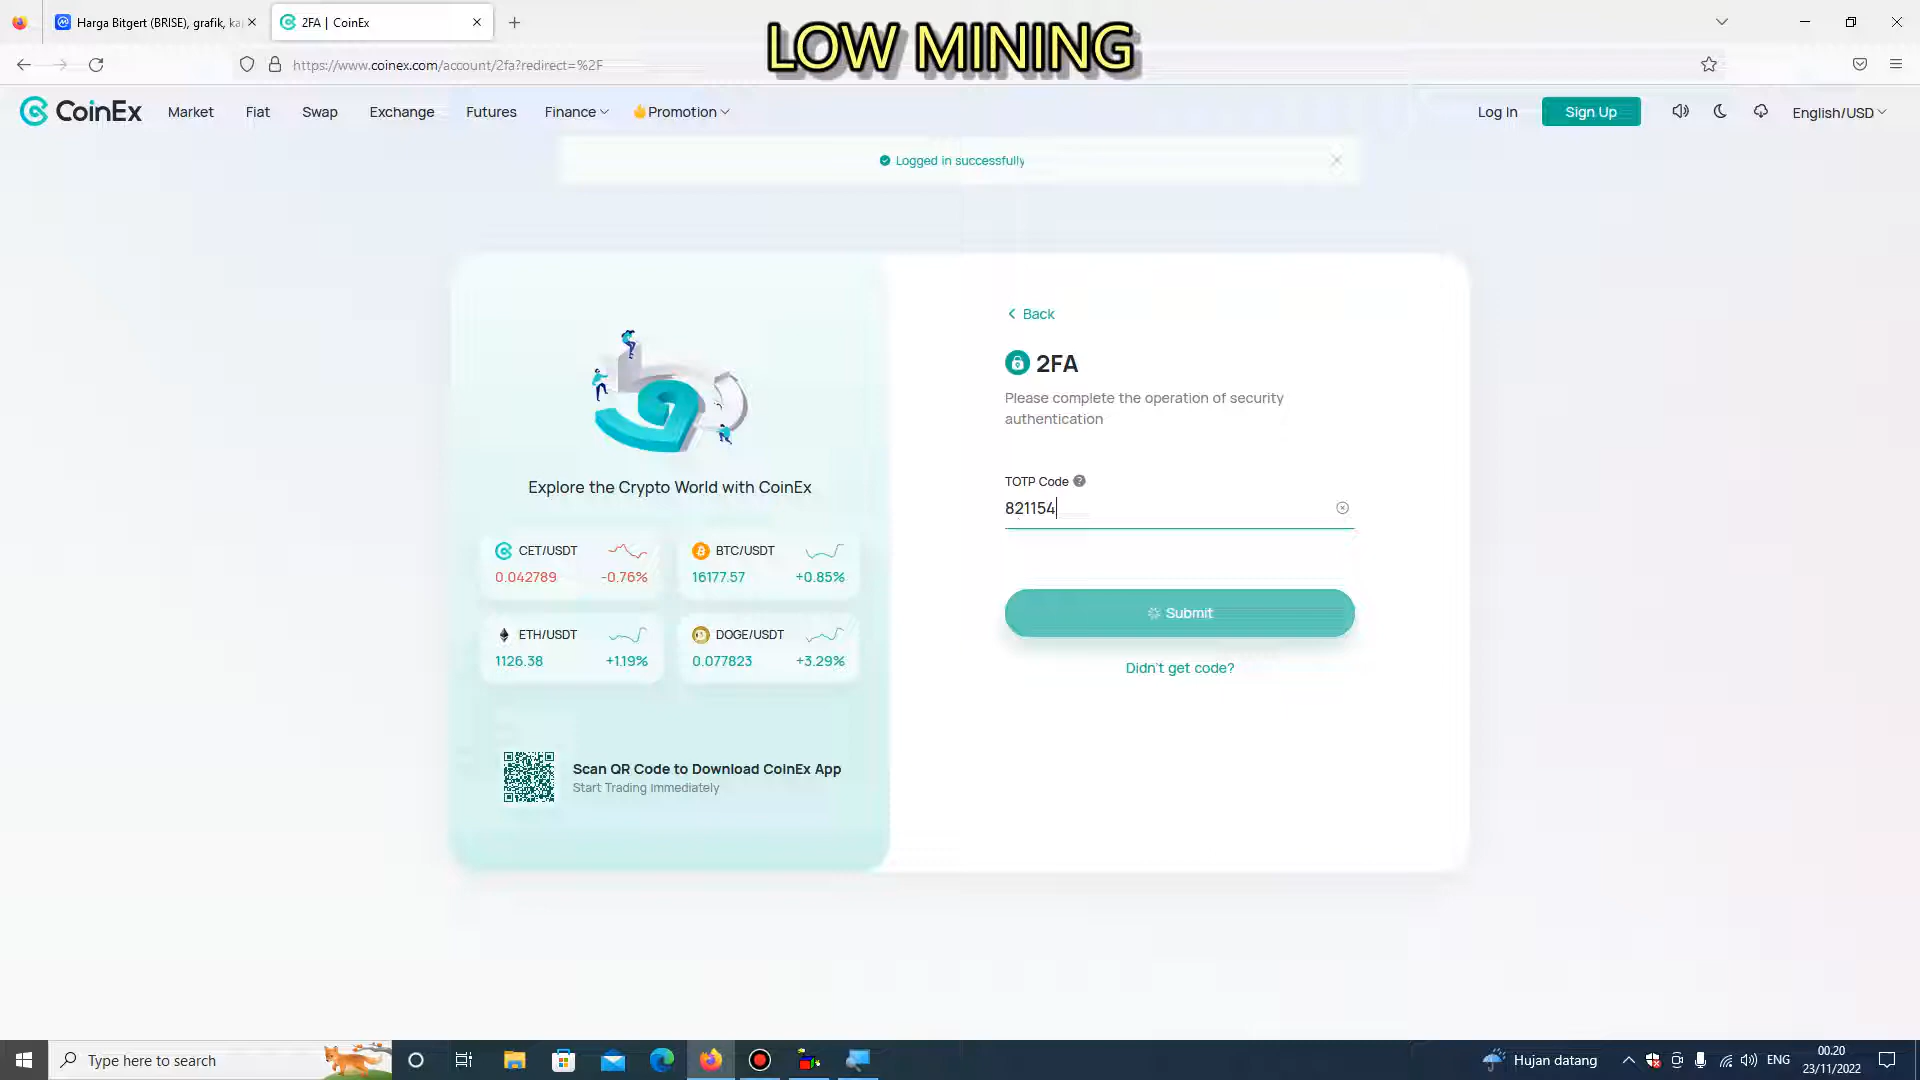 Harga Bitgert (BRISE), grafik, ka
2FA | CoinEx
LOW MINING
https://www.coinex.com/account/2fa?redirect=%2F
CoinEx
Market
Fiat
Swap
Exchange
Futures
Finance
Promotion
Log In
Sign Up
English/USD
Logged in successfully
Back
2FA
Please complete the operation of security
authentication
TOTP Code
821154
Submit
Didn't get code?
Explore the Crypto World with CoinEx
CET/USDT
0.042789 -0.76%
BTC/USDT
16177.57 +0.85%
ETH/USDT
1126.38 +1.19%
DOGE/USDT
0.077823 +3.29%
Scan QR Code to Download CoinEx App
Start Trading Immediately
Type here to search
Hujan datang
ENG
00.20
23/11/2022